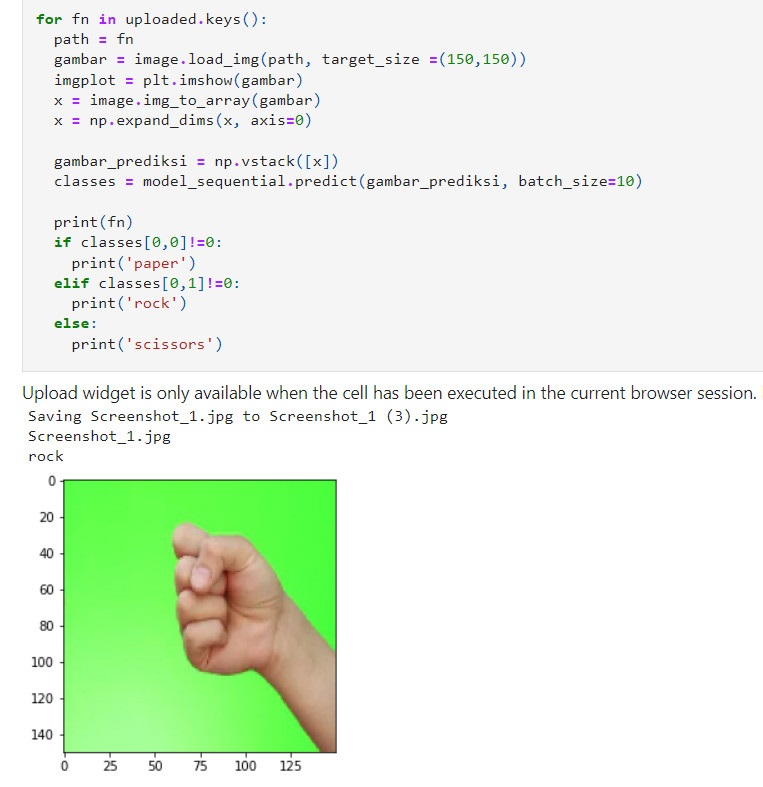 for fn in uploaded.keys():
  path = fn
  gambar = image.load_img(path, target_size =(150,150))
  imgplot = plt.imshow(gambar)
  x = image.img_to_array(gambar)
  x = np.expand_dims(x, axis=0)

  gambar_prediksi = np.vstack([x])
  classes = model_sequential.predict(gambar_prediksi, batch_size=10)

  print(fn)
  if classes[0,0]!=0:
    print('paper')
  elif classes[0,1]!=0:
    print('rock')
  else:
    print('scissors')
Upload widget is only available when the cell has been executed in the current browser session.
Saving Screenshot_1.jpg to Screenshot_1 (3).jpg
Screenshot_1.jpg
rock
0
20
40
60
80
100
120
140
0 25 50 75 100 125